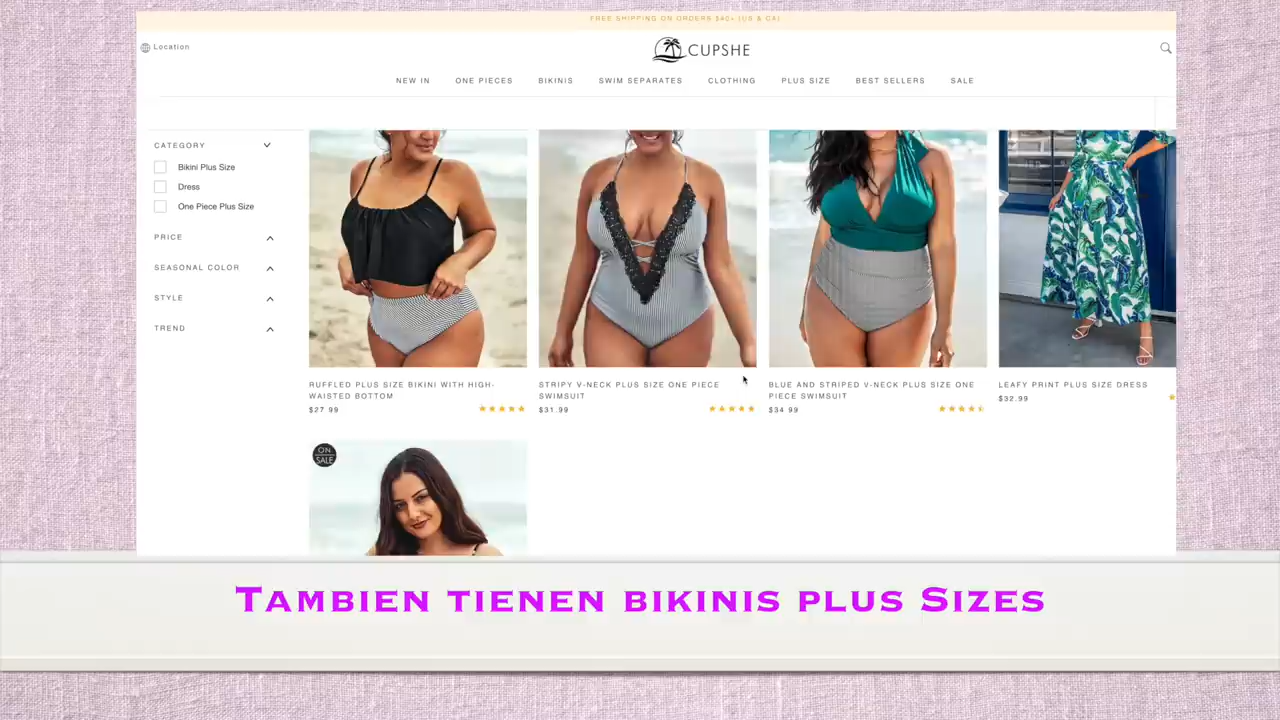 FREE SHIPPING ON ORDERS $40+ (US & CA)
Location
CUPSHE
NEW IN ONE PIECES BIKINIS SWIM SEPARATES CLOTHING PLUS SIZE BEST SELLERS SALE
CATEGORY
Bikini Plus Size
Dress
One Piece Plus Size
PRICE
SEASONAL COLOR
STYLE
TREND
RUFFLED PLUS SIZE BIKINI WITH HIGH-
WAISTED BOTTOM
$27.99
STRIPY V-NECK PLUS SIZE ONE PIECE
SWIMSUIT
$31.99
BLUE AND STRIPED V-NECK PLUS SIZE ONE
PIECE SWIMSUIT
$34.99
LEAFY PRINT PLUS SIZE DRESS
$32.99
ON
SALE
TAMBIEN TIENEN BIKINIS PLUS SIZES